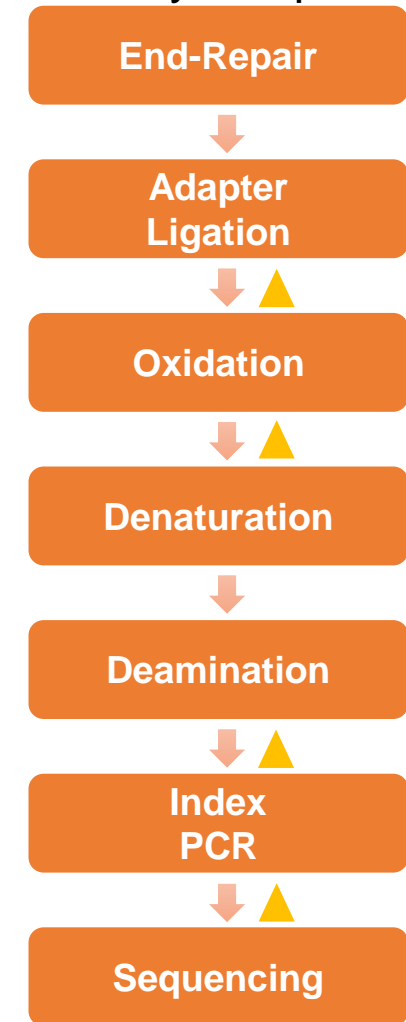 End-Repair
Adapter
Ligation
Oxidation
Denaturation
Deamination
Index
PCR
Sequencing